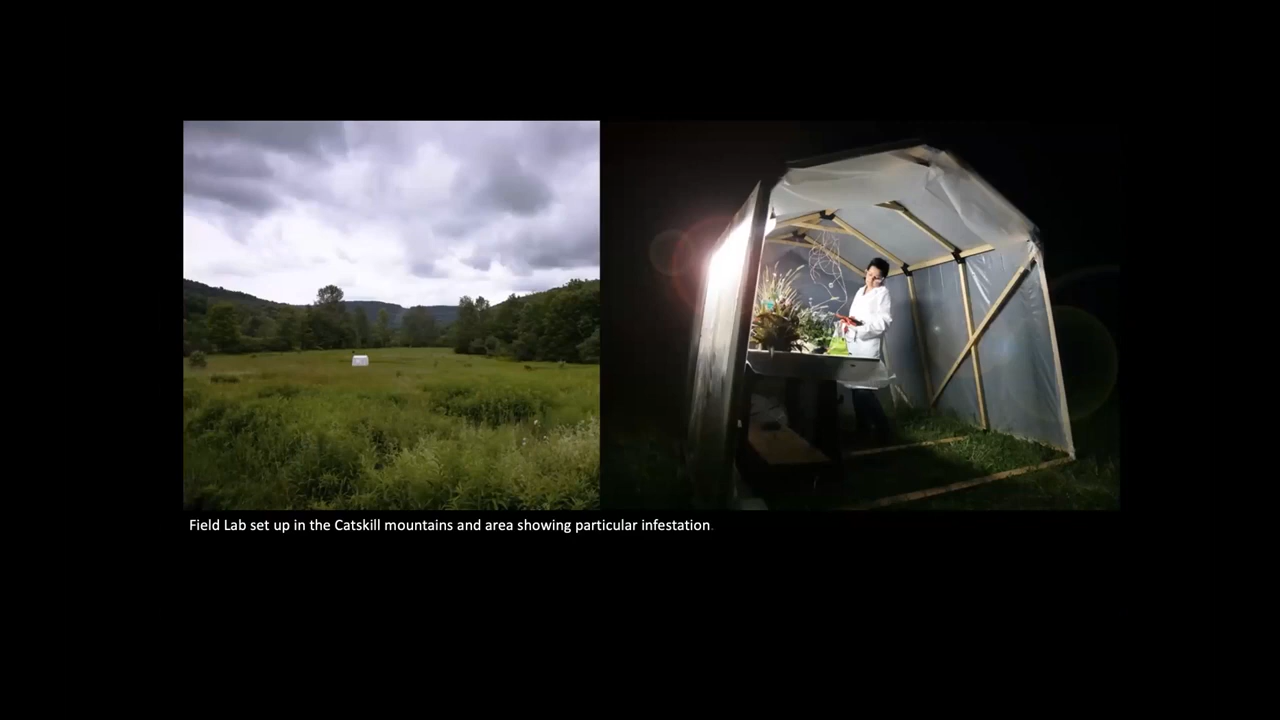 Field Lab set up in the Catskill mountains and area showing particular infestation